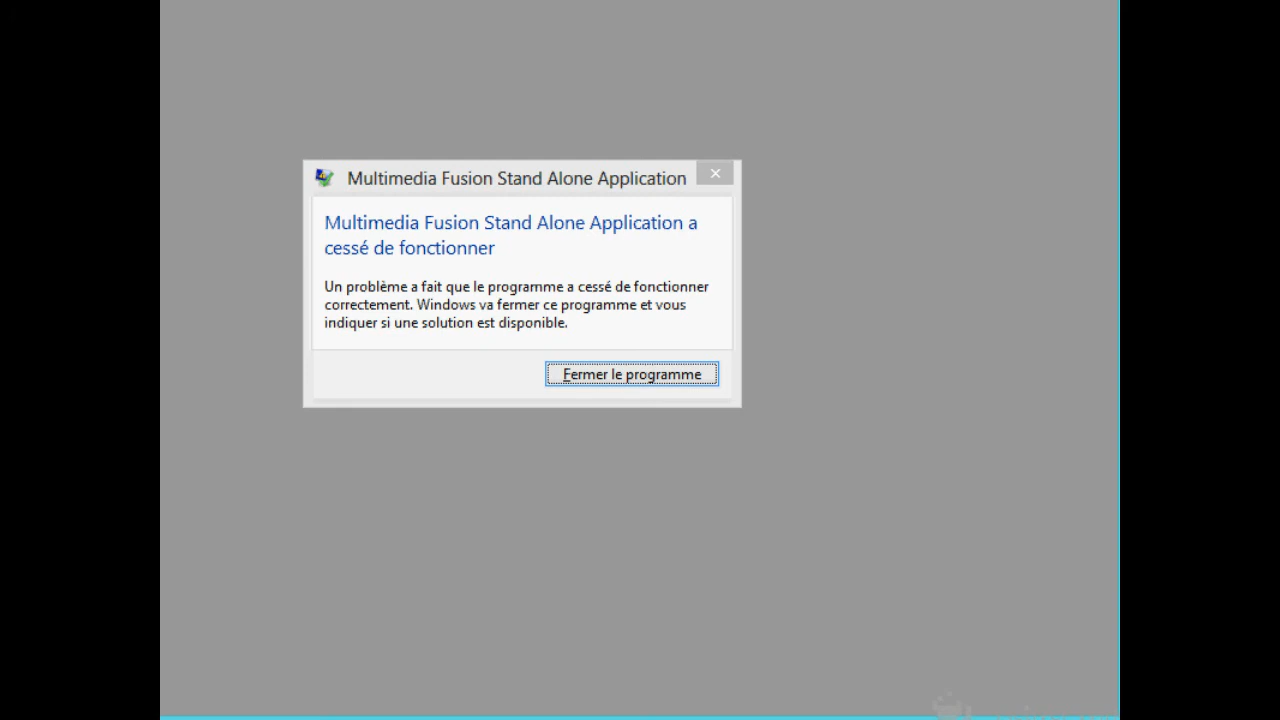 Multimedia Fusion Stand Alone Application
Multimedia Fusion Stand Alone Application a
cessé de fonctionner
Un problème a fait que le programme a cessé de fonctionner
correctement. Windows va fermer ce programme et vous
indiquer si une solution est disponible.
Fermer le programme